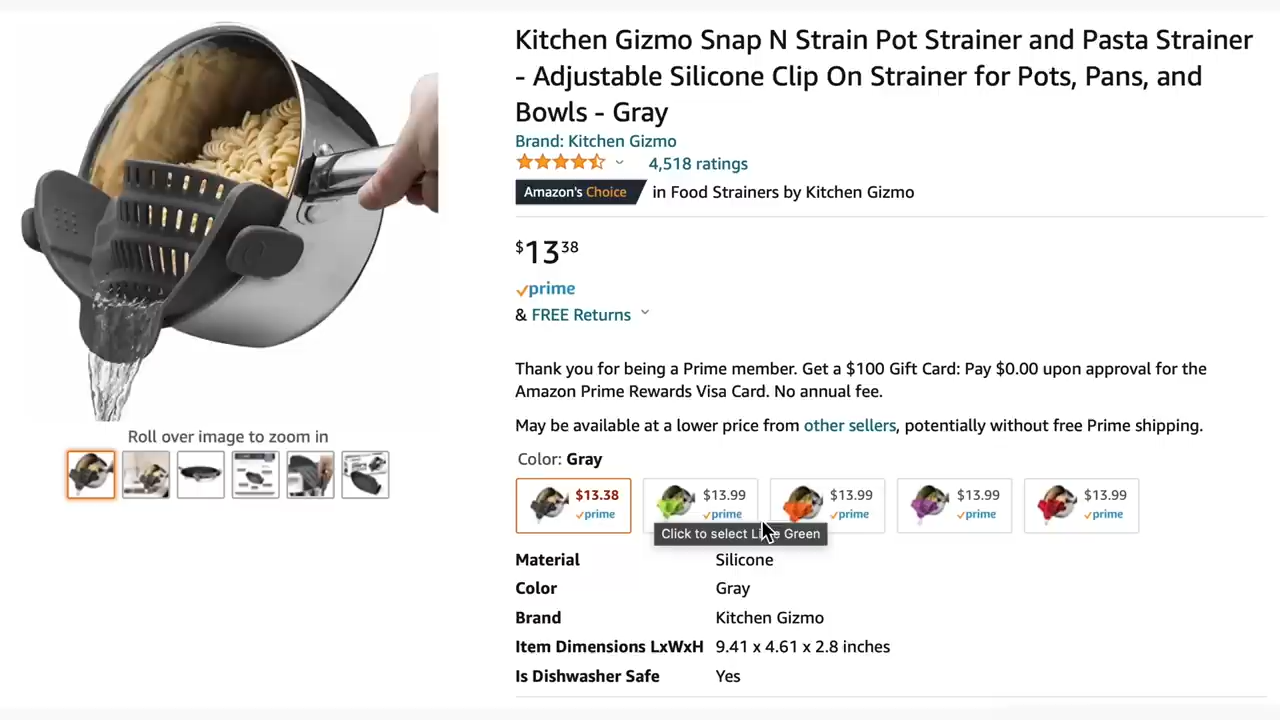 Kitchen Gizmo Snap N Strain Pot Strainer and Pasta Strainer
- Adjustable Silicone Clip On Strainer for Pots, Pans, and
Bowls - Gray
Brand: Kitchen Gizmo
4,518 ratings
Amazon's Choice in Food Strainers by Kitchen Gizmo
$13 38
prime
& FREE Returns
Thank you for being a Prime member. Get a $100 Gift Card: Pay $0.00 upon approval for the
Amazon Prime Rewards Visa Card. No annual fee.
May be available at a lower price from other sellers, potentially without free Prime shipping.
Roll over image to zoom in
Color: Gray
$13.38 $13.99 $13.99 $13.99 $13.99
prime prime prime prime prime
Click to select Green
Material Silicone
Color Gray
Brand Kitchen Gizmo
Item Dimensions LxWxH 9.41 x 4.61 x 2.8 inches
Is Dishwasher Safe Yes